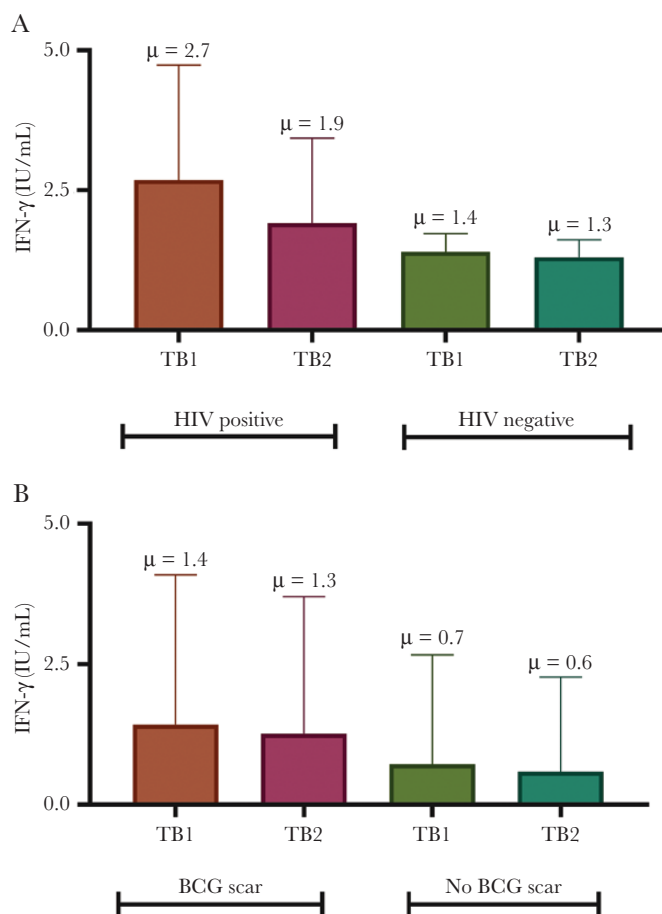 A
5.0
2.5
0.0
IFN-γ (IU/mL)
μ = 2.7
μ = 1.9
μ = 1.4
μ = 1.3
TB1 TB2 TB1 TB2
HIV positive HIV negative
B
5.0
2.5
0.0
IFN-γ (IU/mL)
μ = 1.4
μ = 1.3
μ = 0.7
μ = 0.6
TB1 TB2 TB1 TB2
BCG scar No BCG scar